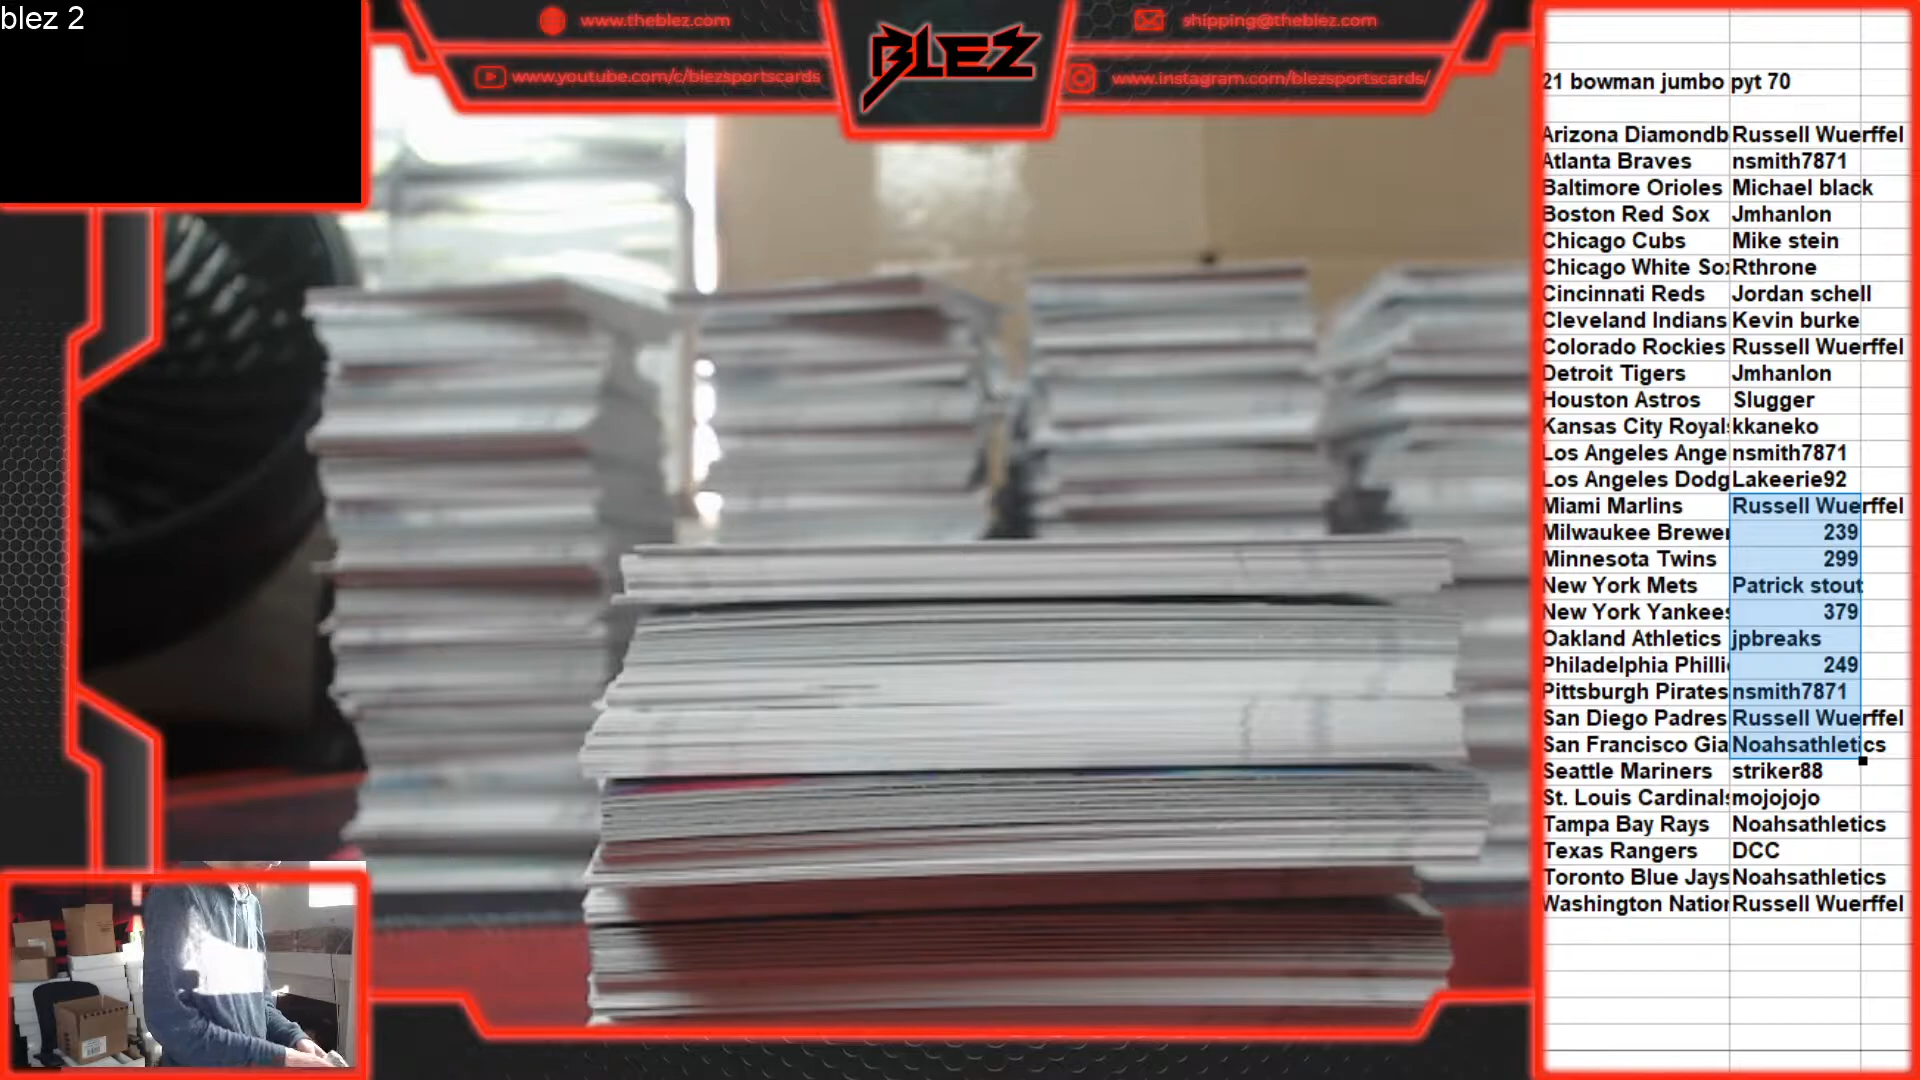 blez 2
www.theblez.com
shipping@theblez.com
BLEZ
www.youtube.com/c/blezsportscards
www.instagram.com/blezsportscards/
21 bowman jumbo pyt 70
Arizona Diamondb Russell Wuerffel
Atlanta Braves nsmith7871
Baltimore Orioles Michael black
Boston Red Sox Jmhanlon
Chicago Cubs Mike stein
Chicago White Sox Rthrone
Cincinnati Reds Jordan schell
Cleveland Indians Kevin burke
Colorado Rockies Russell Wuerffel
Detroit Tigers Jmhanlon
Houston Astros Slugger
Kansas City Royals kkaneko
Los Angeles Ange nsmith7871
Los Angeles Dodg Lakeerie92
Miami Marlins Russell Wuerffel
Milwaukee Brewer 239
Minnesota Twins 299
New York Mets Patrick stout
New York Yankees 379
Oakland Athletics jpbreaks
Philadelphia Philli 249
Pittsburgh Pirates nsmith7871
San Diego Padres Russell Wuerffel
San Francisco Gia Noahsathletics
Seattle Mariners striker88
St. Louis Cardinals mojojojo
Tampa Bay Rays Noahsathletics
Texas Rangers DCC
Toronto Blue Jays Noahsathletics
Washington Nation Russell Wuerffel